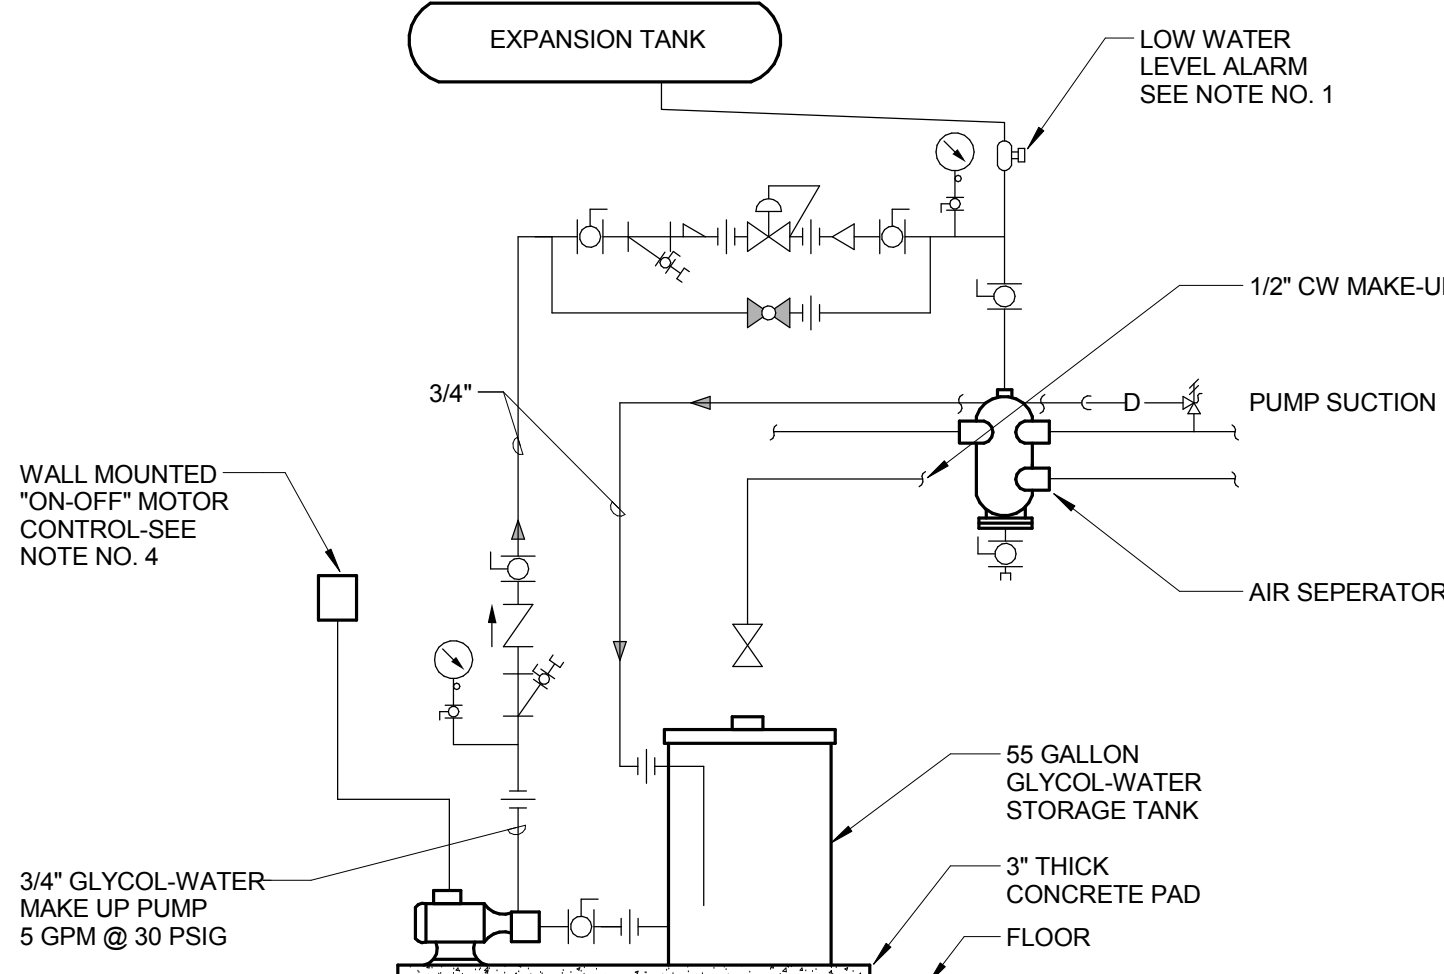 EXPANSION TANK
LOW WATER
LEVEL ALARM
SEE NOTE NO. 1
1/2" CW MAKE-U
3/4"
D
PUMP SUCTION
WALL MOUNTED
"ON-OFF" MOTOR
CONTROL-SEE
NOTE NO. 4
AIR SEPERATOR
55 GALLON
GLYCOL-WATER
STORAGE TANK
3/4" GLYCOL-WATER
MAKE UP PUMP
5 GPM @ 30 PSIG
3" THICK
CONCRETE PAD
FLOOR